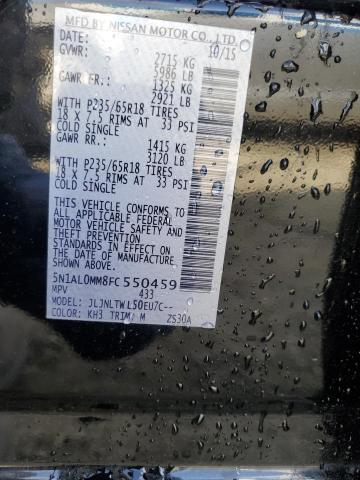 MFD BY NISSAN MOTOR CO.,LTD.
DATE: 10/15
GVWR: 2715 KG
5986 LB
GAWR FR.: 1325 KG
2921 LB
WITH P235/65R18 TIRES
18 X 7.5 RIMS AT 33 PSI
COLD SINGLE
GAWR RR.: 1415 KG
3120 LB
WITH P235/65R18 TIRES
18 X 7.5 RIMS AT 33 PSI
COLD SINGLE
THIS VEHICLE CONFORMS TO
ALL APPLICABLE FEDERAL
MOTOR VEHICLE SAFETY AND
STANDARDS IN EFFECT ON
THEFT PREVENTION
THE DATE OF
MANUFACTURE SHOWN ABOVE.
5N1AL0MM8FC 550459
MPV 433
MODEL: JLJNLTWL50EU7C--
COLOR: KH3 TRIM: M ZS30A